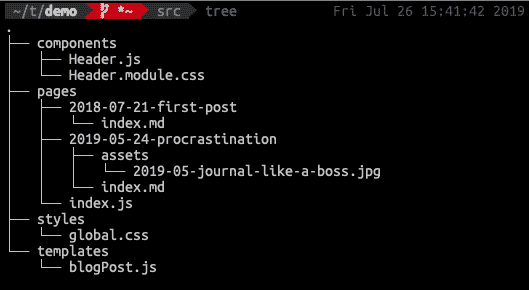 ~/t/demo *~ src tree Fri Jul 26 15:41:42 2019
.
├── components
│   ├── Header.js
│   └── Header.module.css
├── pages
│   ├── 2018-07-21-first-post
│   │   └── index.md
│   ├── 2019-05-24-procrastination
│   │   ├── assets
│   │   │   └── 2019-05-journal-like-a-boss.jpg
│   │   └── index.md
│   └── index.js
├── styles
│   └── global.css
└── templates
    └── blogPost.js